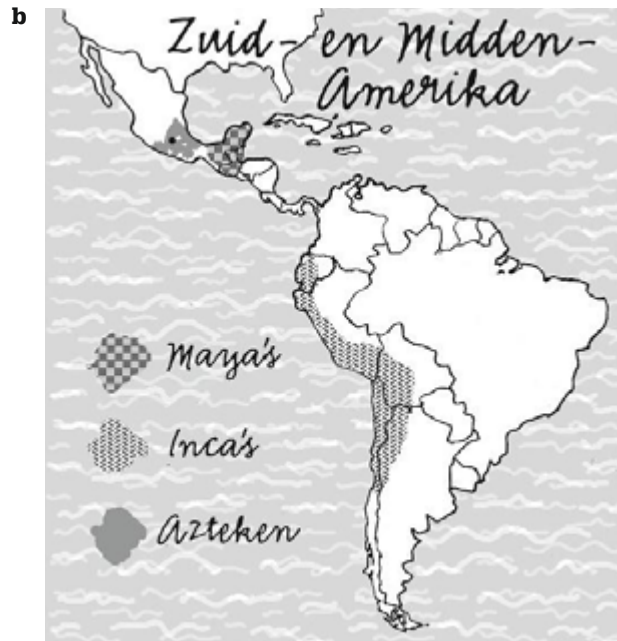 b
Zuid- en Midden-
Amerika
Maya's
Inca's
Azteken